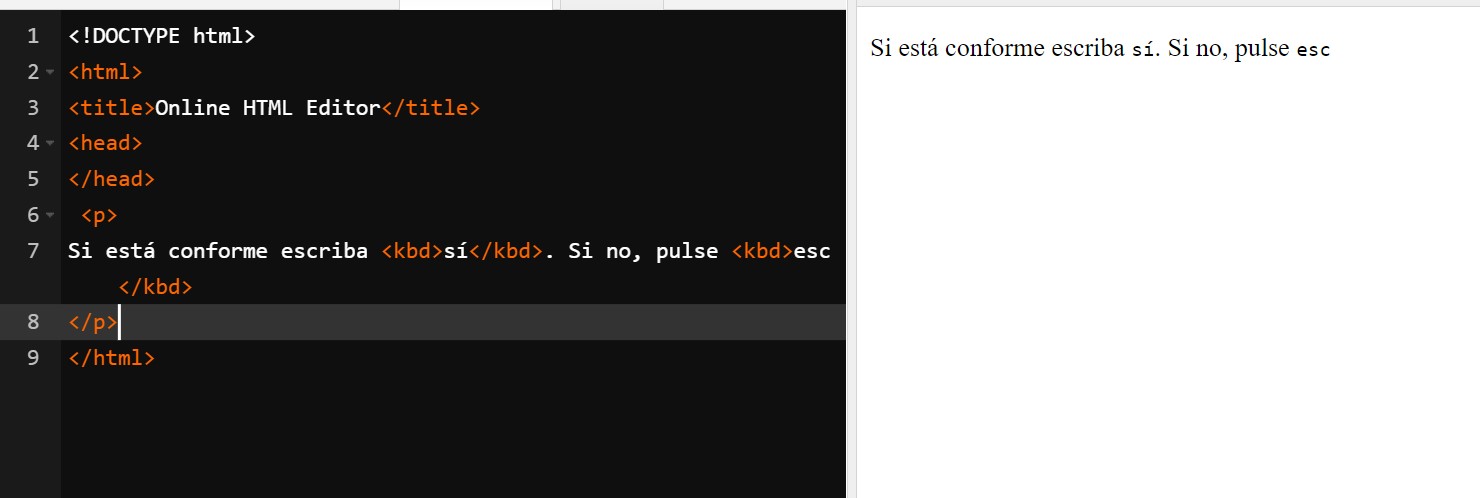 1 <!DOCTYPE html>
2 <html>
3 <title>Online HTML Editor</title>
4 <head>
5 </head>
6 <p>
7 Si está conforme escriba <kbd>sí</kbd>. Si no, pulse <kbd>esc
</kbd>
8 </p>
9 </html>
Si está conforme escriba sí. Si no, pulse esc